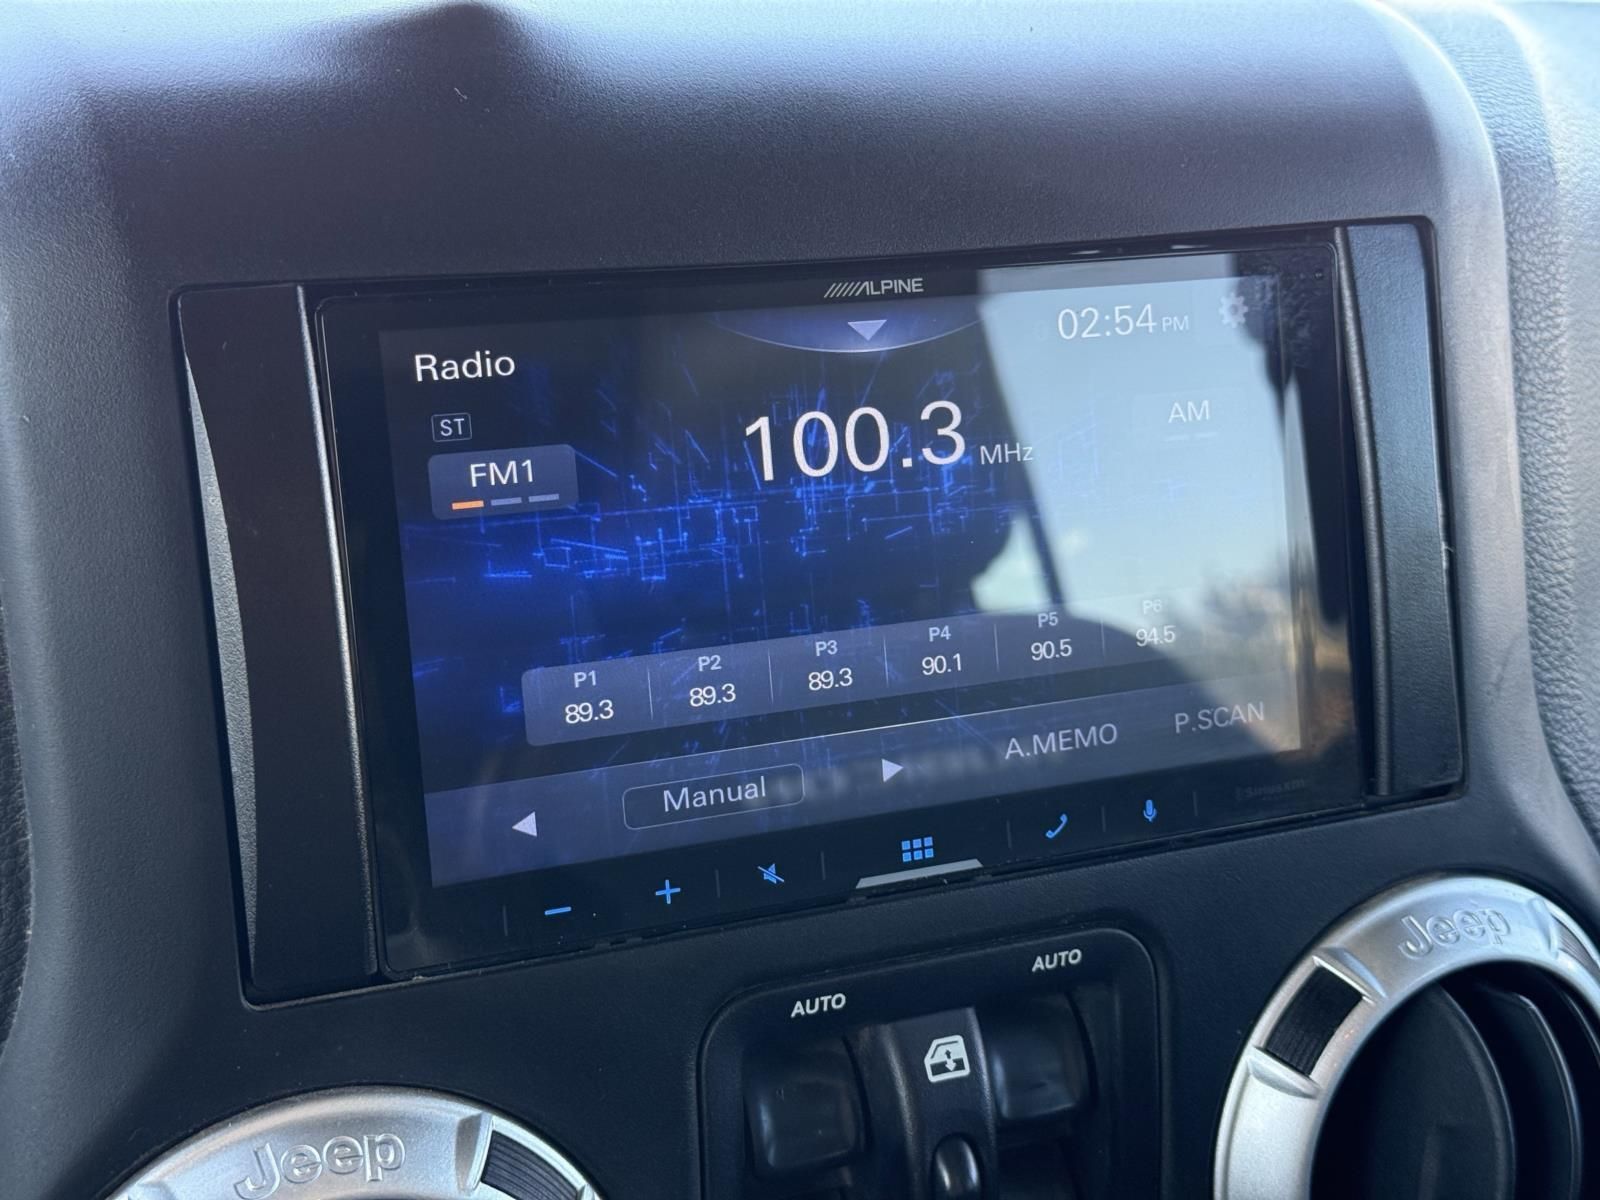 ALPINE
Radio
02:54 PM
ST
FM1
100.3 MHz
AM
P1 P2 P3 P4 P5 P6
89.3 89.3 89.3 90.1 90.5 94.5
Manual
A.MEMO
P.SCAN
SiriusXM
AUTO
AUTO
Jeep
Jeep